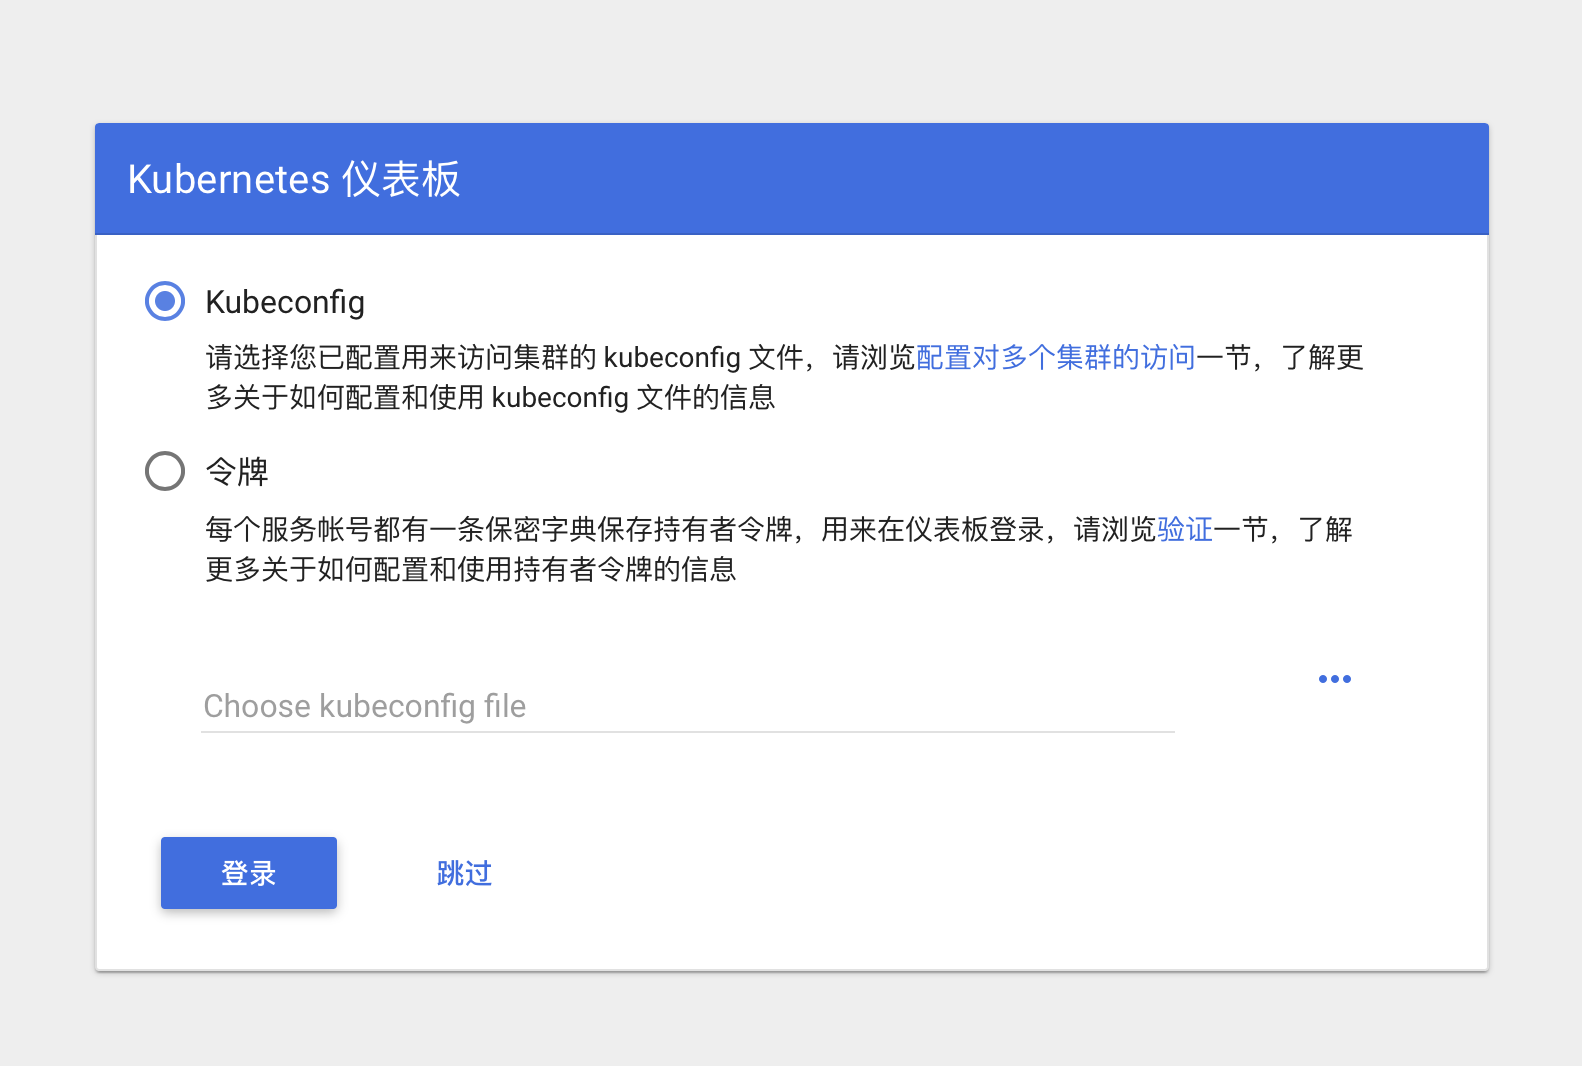 Kubernetes 仪表板
Kubeconfig
请选择您已配置用来访问集群的 kubeconfig 文件，请浏览配置对多个集群的访问一节，了解更
多关于如何配置和使用 kubeconfig 文件的信息
令牌
每个服务帐号都有一条保密字典保存持有者令牌，用来在仪表板登录，请浏览验证一节，了解
更多关于如何配置和使用持有者令牌的信息
Choose kubeconfig file
登录 跳过